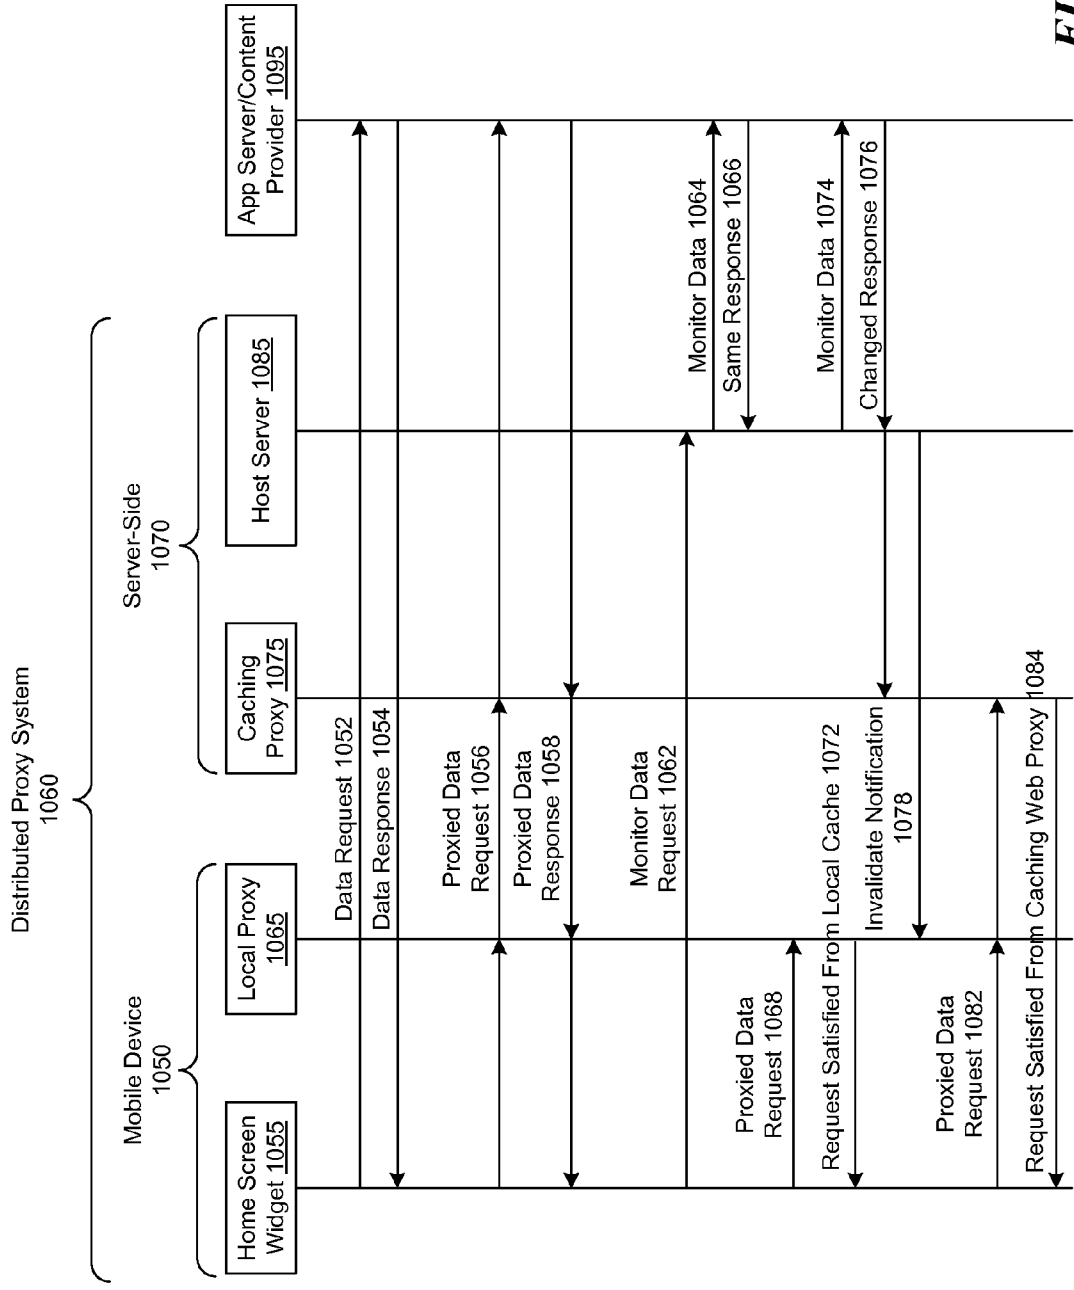 Distributed Proxy System
1060
Mobile Device
1050
Server-Side
1070
Home Screen
Widget 1055
Local Proxy
1065
Caching
Proxy 1075
Host Server 1085
App Server/Content
Provider 1095
Data Request 1052
Data Response 1054
Proxied Data
Request 1056
Proxied Data
Response 1058
Monitor Data
Request 1062
Monitor Data 1064
Same Response 1066
Proxied Data
Request 1068
Request Satisfied From Local Cache 1072
Monitor Data 1074
Changed Response 1076
Invalidate Notification
1078
Proxied Data
Request 1082
Request Satisfied From Caching Web Proxy 1084